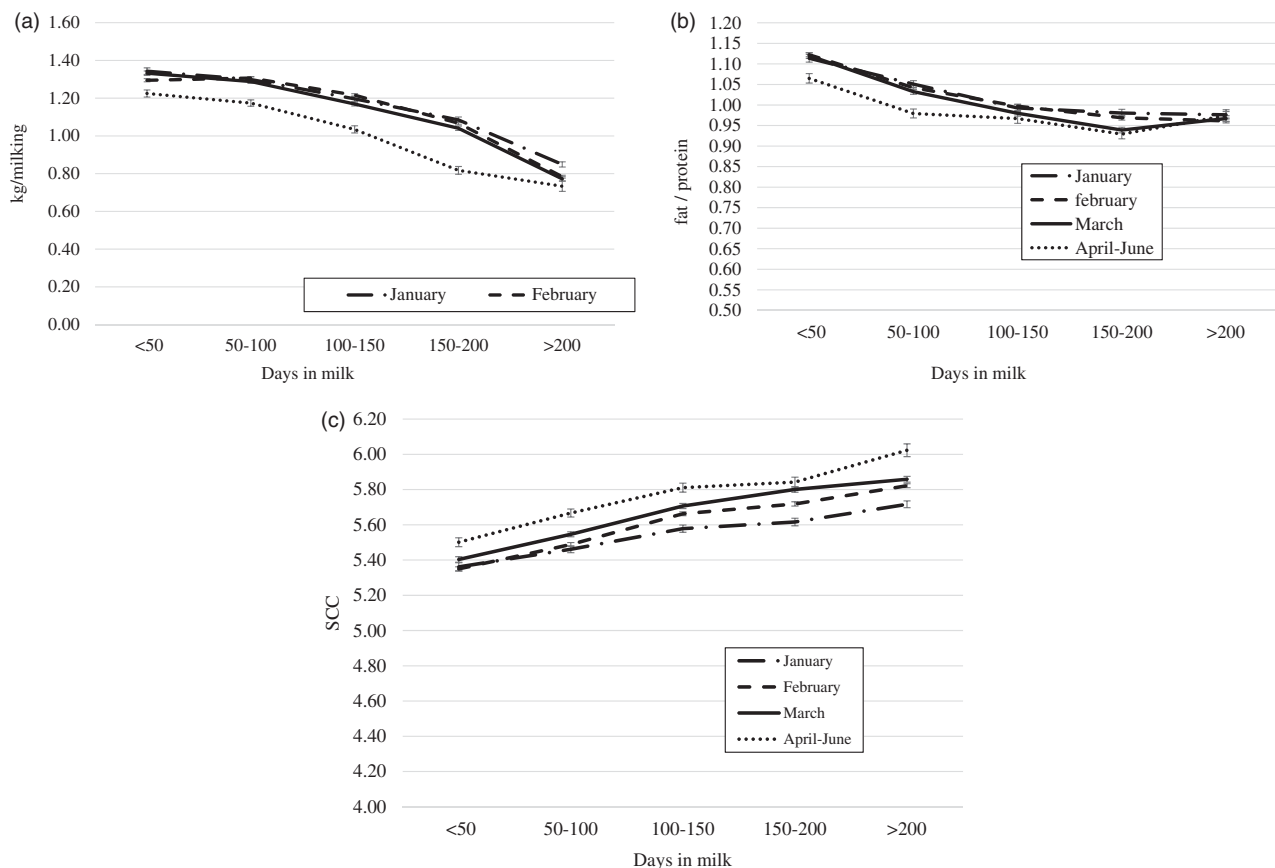 (a)
1.60
1.40
1.20
1.00
0.80
0.60
0.40
0.20
0.00
kg/milking
January February
<50 50-100 100-150 150-200 >200
Days in milk
(b)
1.20
1.15
1.10
1.05
1.00
0.95
0.90
0.85
0.80
0.75
0.70
0.65
0.60
0.55
0.50
fat / protein
January
february
March
April-June
<50 50-100 100-150 150-200 >200
Days in milk
(c)
6.20
6.00
5.80
5.60
5.40
5.20
5.00
4.80
4.60
4.40
4.20
4.00
SCC
January
February
March
April-June
<50 50-100 100-150 150-200 >200
Days in milk